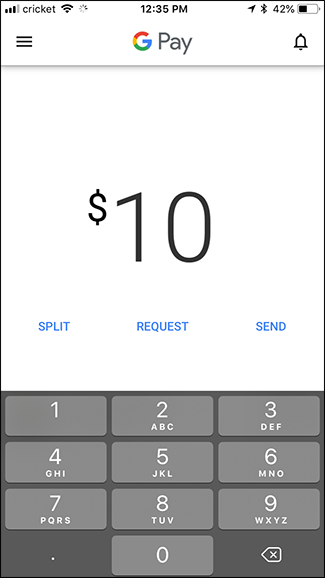 cricket 12:35 PM 42%
G Pay
$10
SPLIT REQUEST SEND
1 2 3
ABC DEF
4 5 6
GHI JKL MNO
7 8 9
PQRS TUV WXYZ
. 0